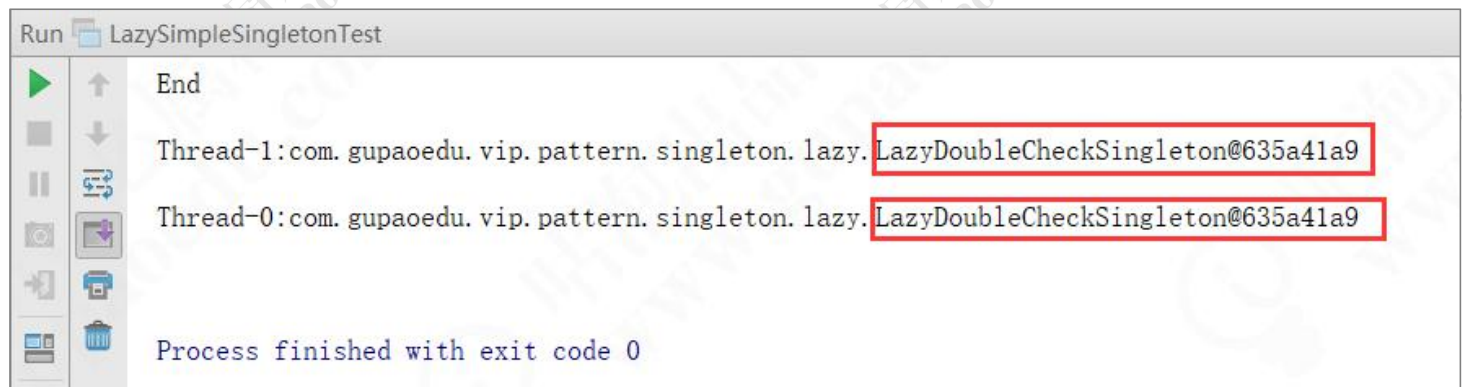 Run LazySimpleSingletonTest
End
Thread-1:com.gupaoedu.vip.pattern.singleton.lazy.LazyDoubleCheckSingleton@635a41a9
Thread-0:com.gupaoedu.vip.pattern.singleton.lazy.LazyDoubleCheckSingleton@635a41a9
Process finished with exit code 0